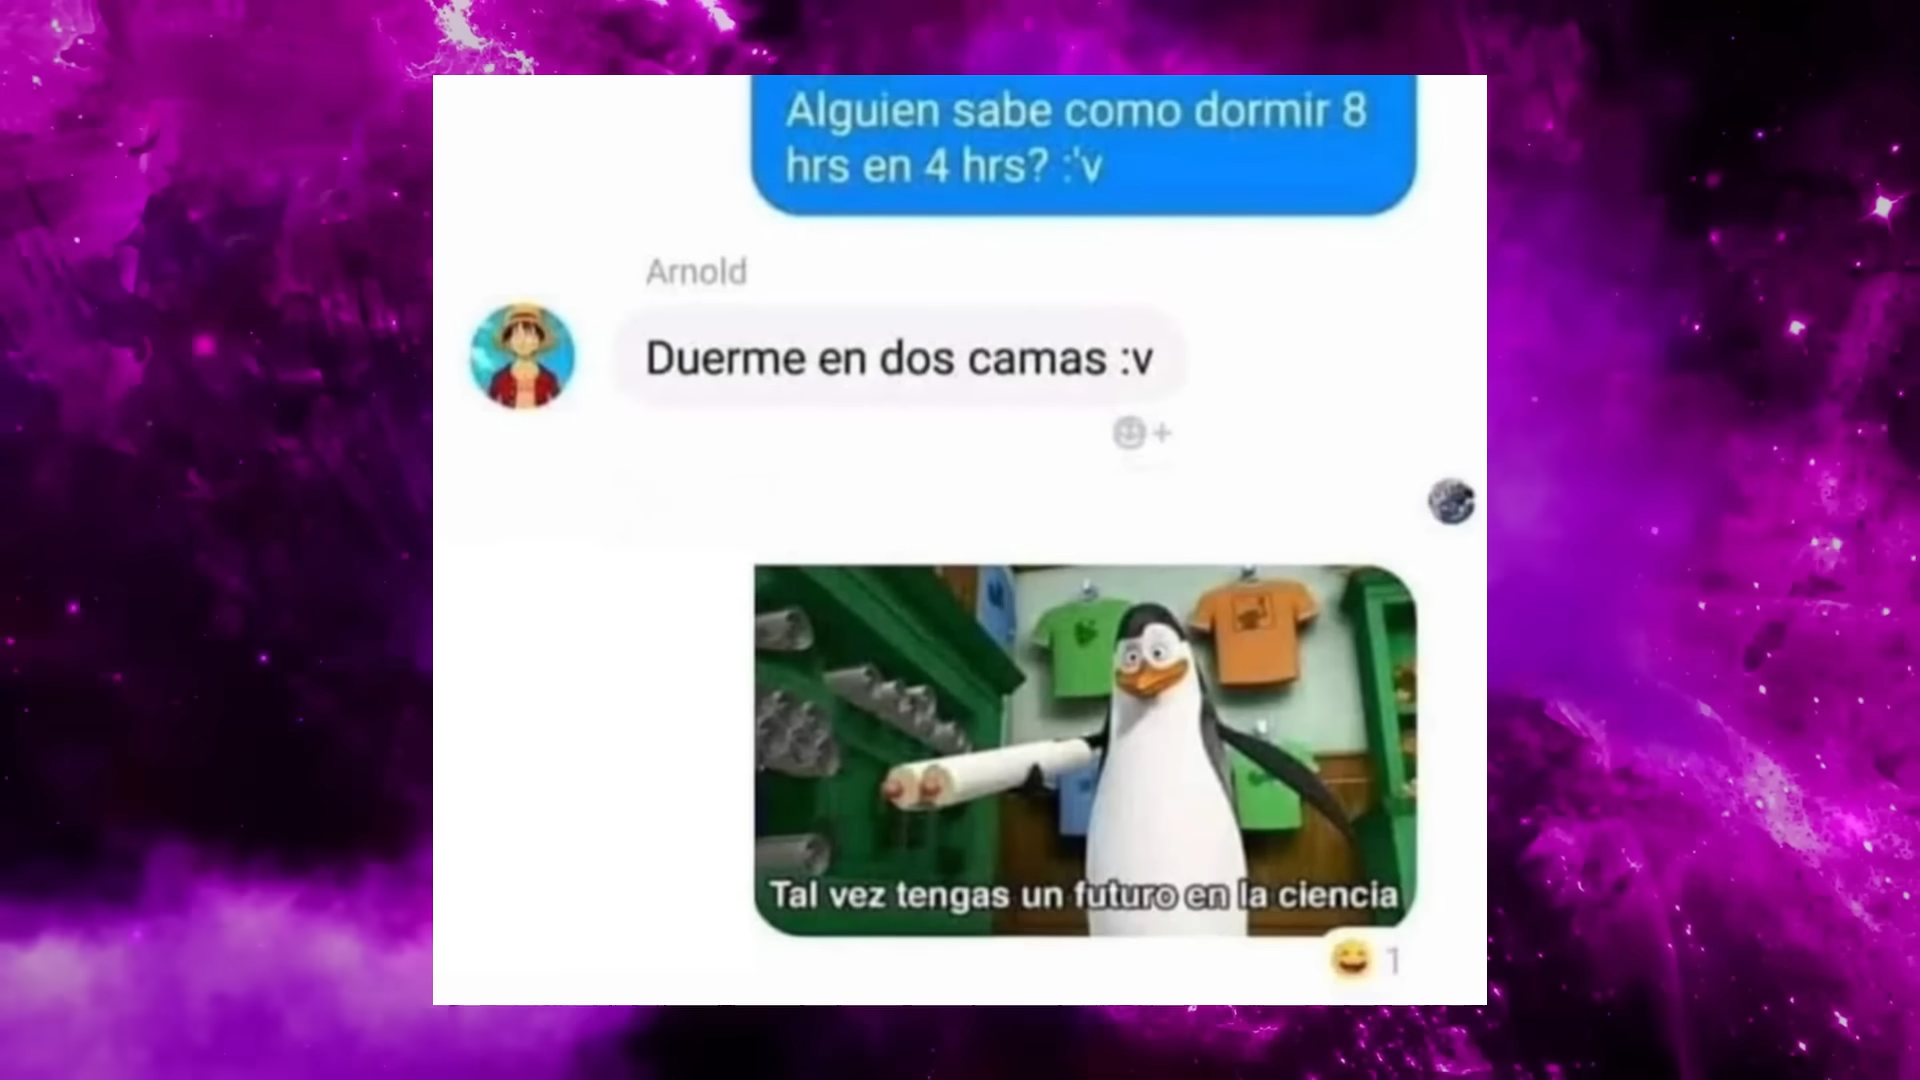 Alguien sabe como dormir 8
hrs en 4 hrs? :'v
Arnold
Duerme en dos camas :v
Tal vez tengas un futuro en la ciencia
1